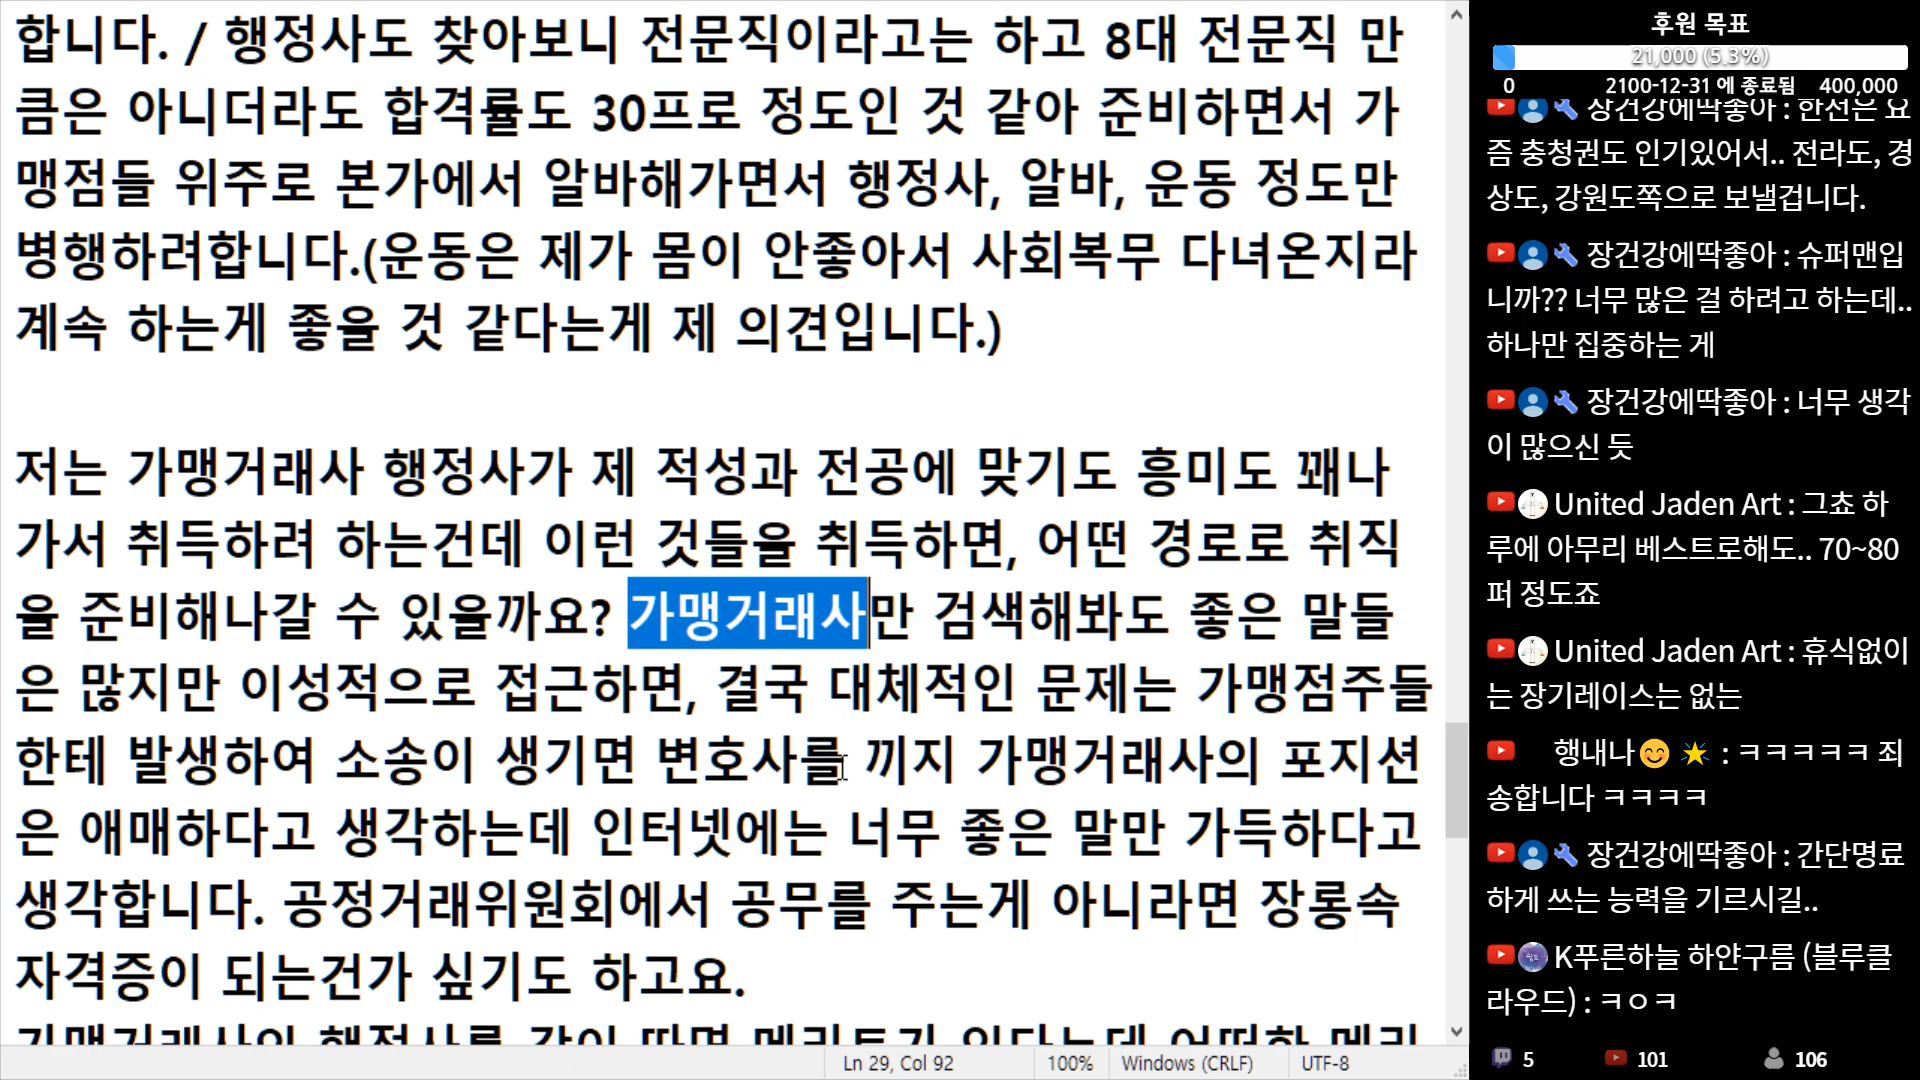 합니다. / 행정사도 찾아보니 전문직이라고는 하고 8대 전문직 만
큼은 아니더라도 합격률도 30프로 정도인 것 같아 준비하면서 가
맹점들 위주로 본가에서 알바해가면서 행정사, 알바, 운동 정도만
병행하려합니다.(운동은 제가 몸이 안좋아서 사회복무 다녀온지라
계속 하는게 좋을 것 같다는게 제 의견입니다.)
저는 가맹거래사 행정사가 제 적성과 전공에 맞기도 흥미도 꽤나
가서 취득하려 하는건데 이런 것들을 취득하면, 어떤 경로로 취직
을 준비해나갈 수 있을까요? 가맹거래사만 검색해봐도 좋은 말들
은 많지만 이성적으로 접근하면, 결국 대체적인 문제는 가맹점주들
한테 발생하여 소송이 생기면 변호사를 끼지 가맹거래사의 포지션
은 애매하다고 생각하는데 인터넷에는 너무 좋은 말만 가득하다고
생각합니다. 공정거래위원회에서 공무를 주는게 아니라면 장롱속
자격증이 되는건가 싶기도 하고요.
Ln 29, Col 92
100%
Windows (CRLF)
UTF-8
후원 목표
21,000 (5.3%)
0 2100-12-31 에 종료됨 400,000
장건강에딱좋아 : 한전은 요
즘 충청권도 인기있어서.. 전라도, 경
상도, 강원도쪽으로 보낼겁니다.
장건강에딱좋아 : 슈퍼맨입
니까?? 너무 많은 걸 하려고 하는데..
하나만 집중하는 게
장건강에딱좋아 : 너무 생각
이 많으신 듯
United Jaden Art : 그쵸 하
루에 아무리 베스트로해도.. 70~80
퍼 정도죠
United Jaden Art : 휴식없이
는 장기레이스는 없는
행내나😊 🌟 : ㅋㅋㅋㅋㅋ 죄
송합니다 ㅋㅋㅋㅋ
장건강에딱좋아 : 간단명료
하게 쓰는 능력을 기르시길..
K푸른하늘 하얀구름 (블루클
라우드) : ㅋㅇㅋ
5 101 106